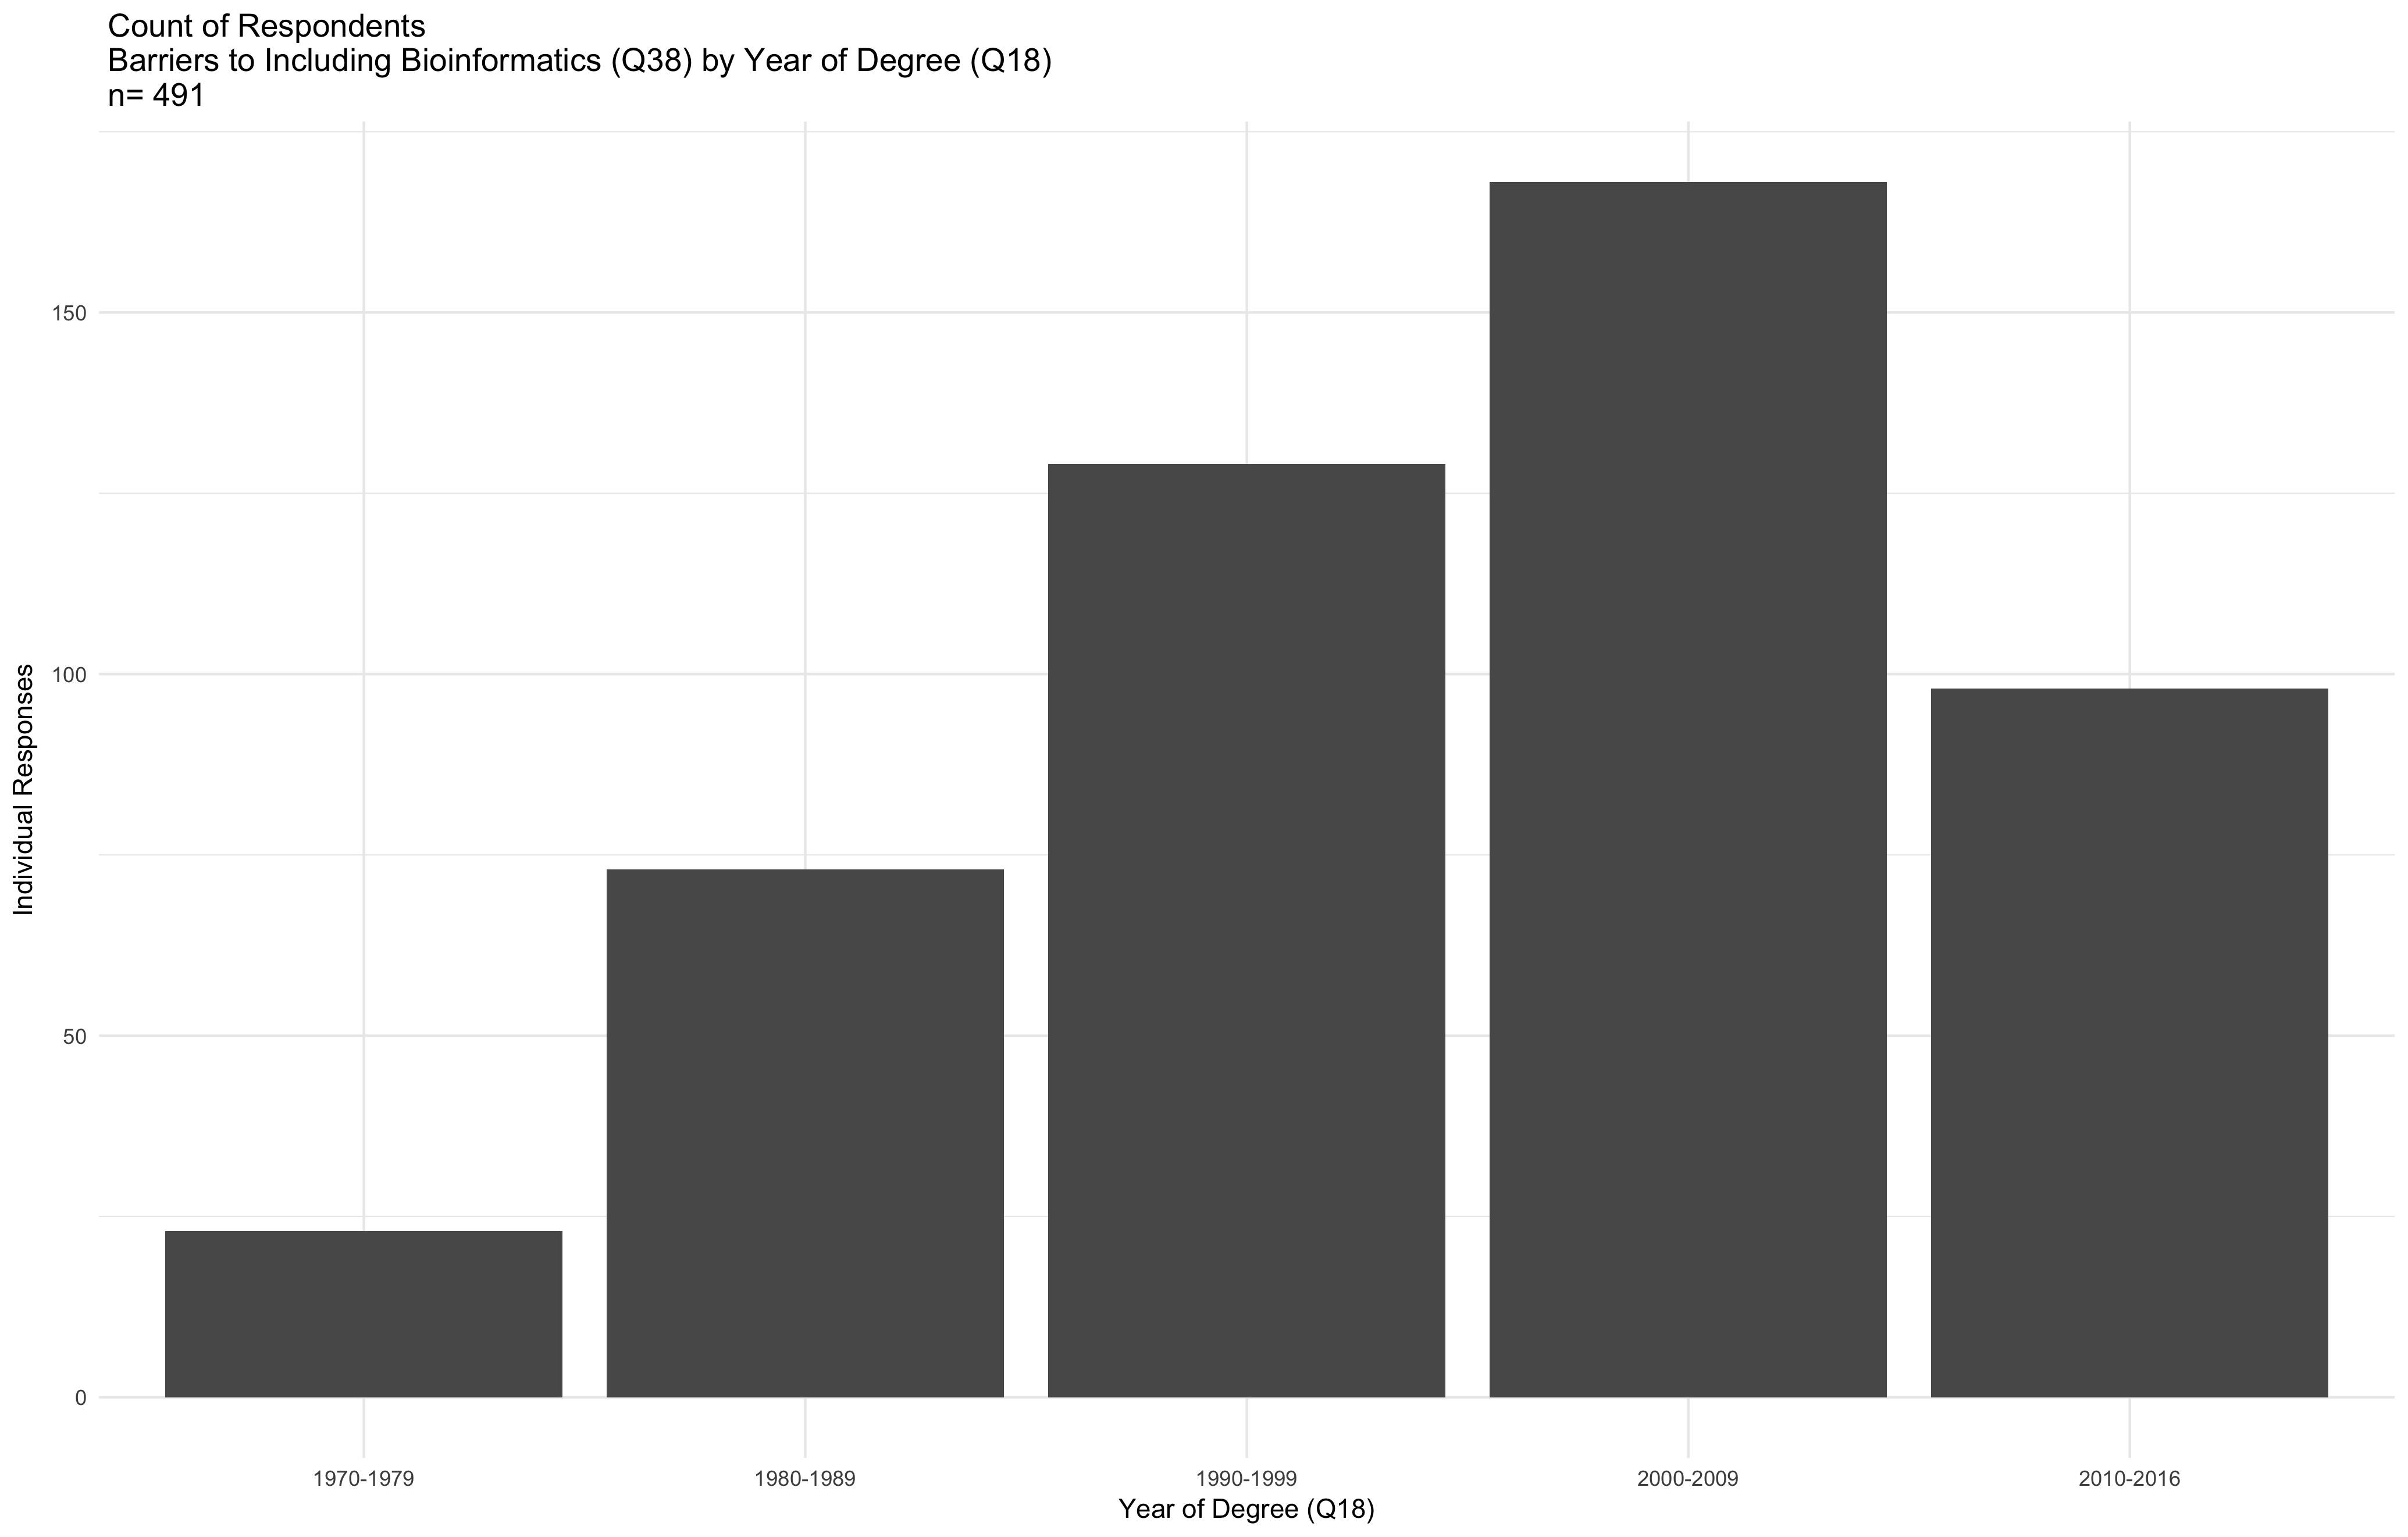 Count of Respondents
Barriers to Including Bioinformatics (Q38) by Year of Degree (Q18)
n= 491
Individual Responses
150
100
50
0
1970-1979
1980-1989
1990-1999
2000-2009
2010-2016
Year of Degree (Q18)